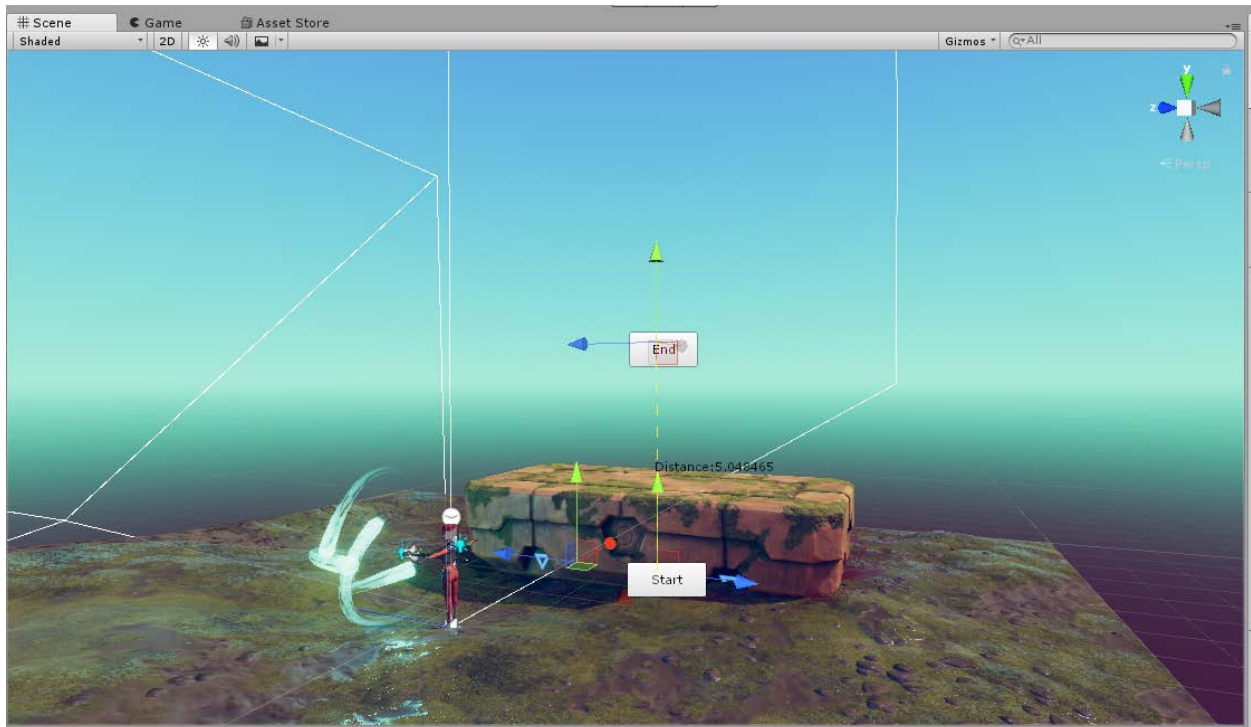 Scene
Game
Asset Store
Shaded
2D
Gizmos
All
y
z
Persp
End
Distance:5.048465
Start